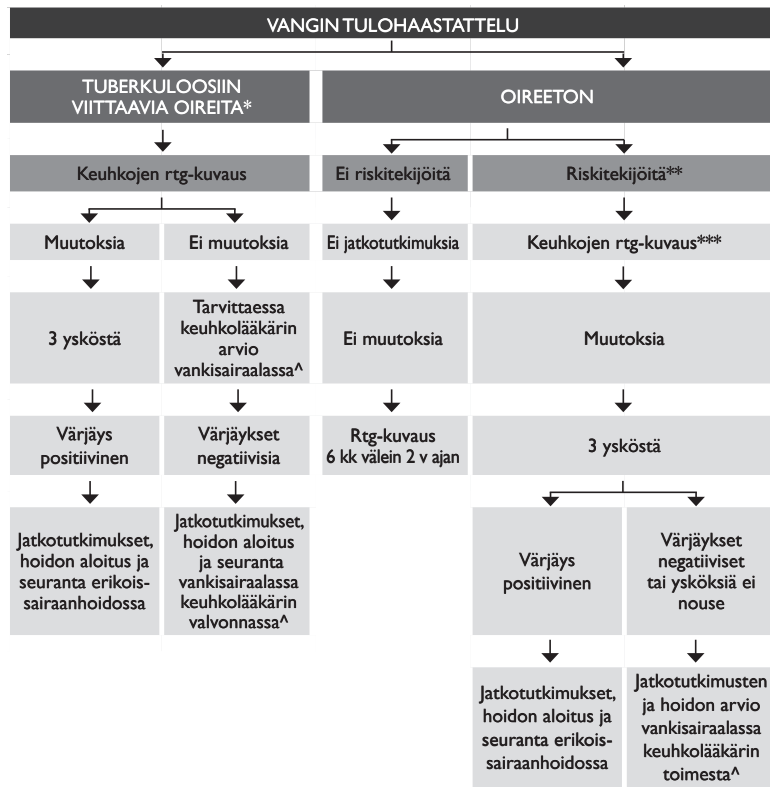 VANGIN TULOHAASTATTELU
TUBERKULOOSIIN
VIITTAAVIA OIREITA*
OIREETON
Keuhkojen rtg-kuvaus
Ei riskitekijöitä
Riskitekijöitä**
Muutoksia
Ei muutoksia
Ei jatkotutkimuksia
Keuhkojen rtg-kuvaus***
3 ysköstä
Tarvittaessa
keuhkolääkärin
arvio
vankisairaalassa^
Ei muutoksia
Muutoksia
Värjäys
positiivinen
Värjäykset
negatiivisia
Rtg-kuvaus
6 kk välein 2 v ajan
3 ysköstä
Jatkotutkimukset,
hoidon aloitus ja
seuranta erikois-
sairaanhoidossa
Jatkotutkimukset,
hoidon aloitus
ja seuranta
vankisairaalassa
keuhkolääkärin
valvonnassa^
Värjäys
positiivinen
Värjäykset
negatiiviset
tai ysköksiä ei
nouse
Jatkotutkimukset,
hoidon aloitus ja
seuranta erikois-
sairaanhoidossa
Jatkotutkimusten
ja hoidon arvio
vankisairaalassa
keuhkolääkärin
toimesta^